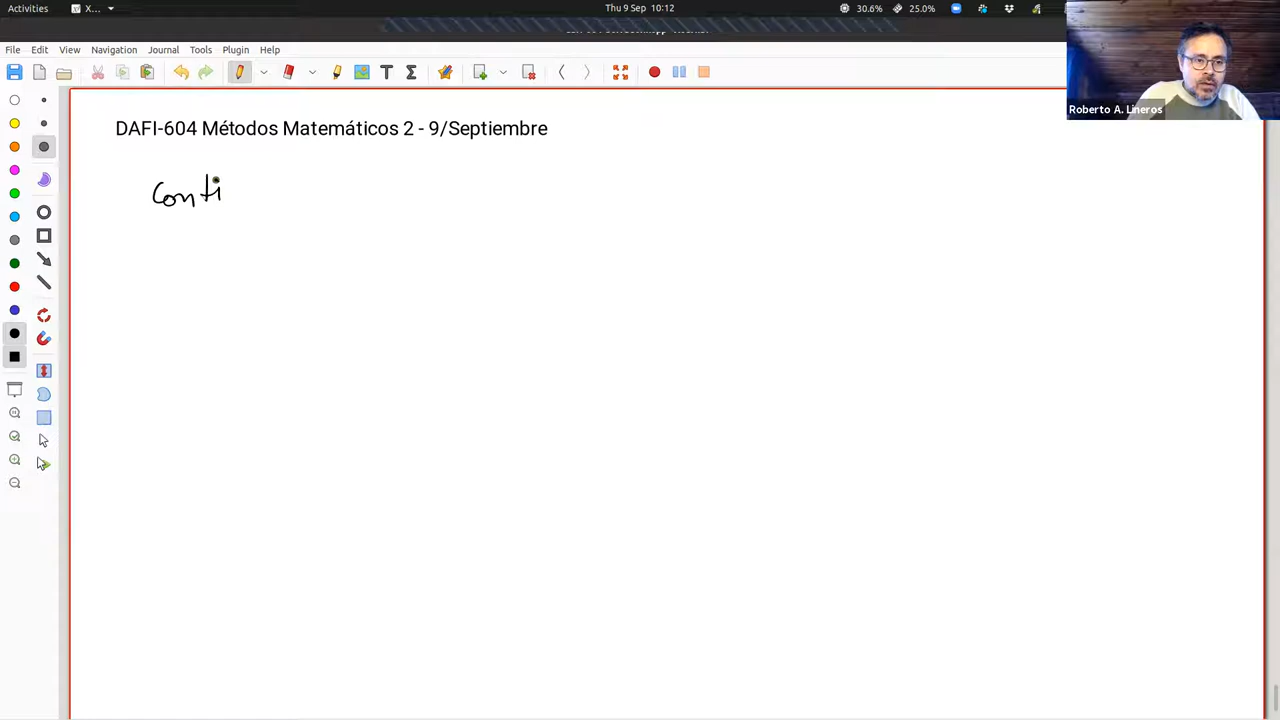 Activities X... Thu 9 Sep 10:12 30.6% 25.0%
File Edit View Navigation Journal Tools Plugin Help
Roberto A. Lineros
DAFI-604 Métodos Matemáticos 2 - 9/Septiembre
Conti